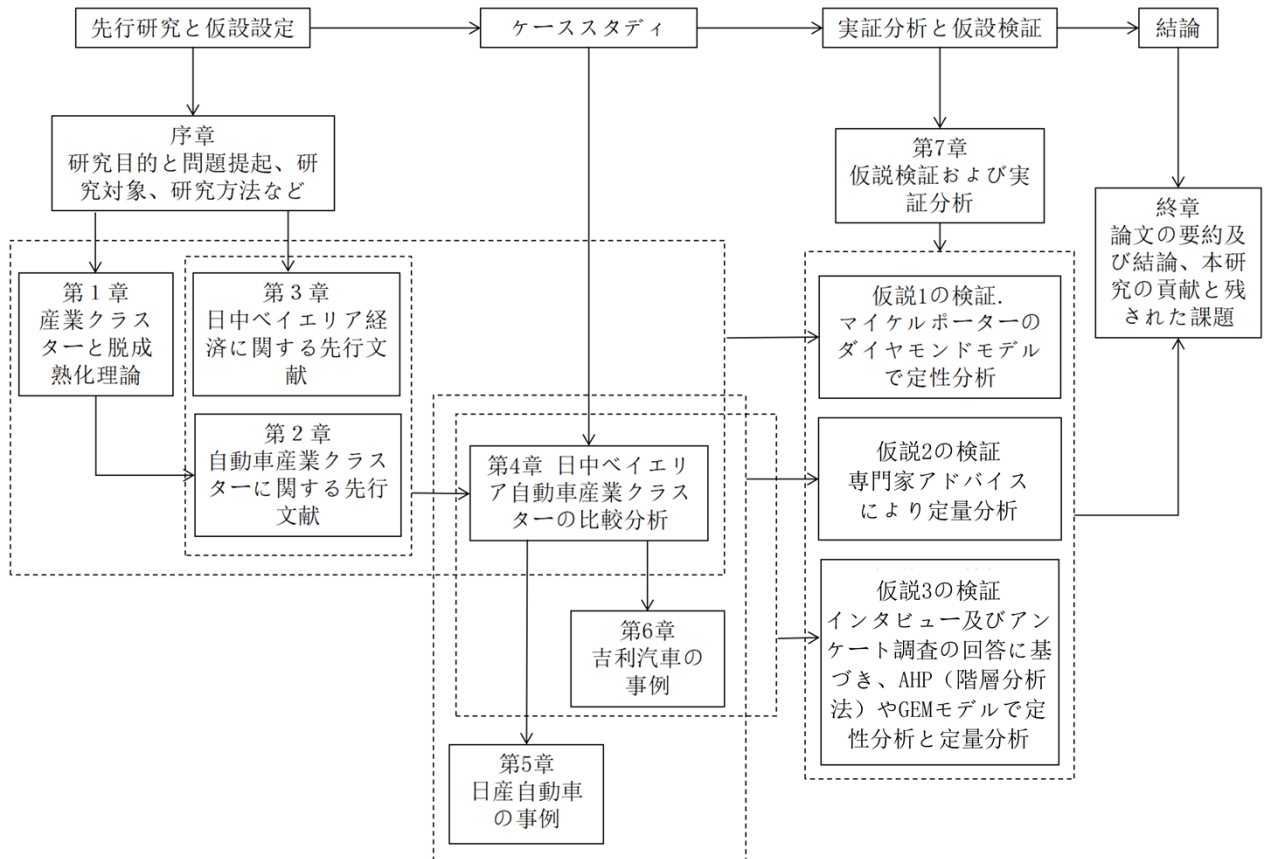 先行研究と仮設設定
ケーススタディ
実証分析と仮設検証
結論
序章
研究目的と問題提起、研
究対象、研究方法など
第7章
仮説検証および実
証分析
終章
論文の要約及
び結論、本研
究の貢献と残
された課題
第１章
産業クラス
ターと脱成
熟化理論
第３章
日中ベイエリア経
済に関する先行文
献
第２章
自動車産業クラス
ターに関する先行
文献
第4章 日中ベイエリ
ア自動車産業クラス
ターの比較分析
第6章
吉利汽車の
事例
第5章
日産自動車
の事例
仮説1の検証.
マイケルポーターの
ダイヤモンドモデル
で定性分析
仮説2の検証
専門家アドバイス
により定量分析
仮説3の検証
インタビュー及びアン
ケート調査の回答に基
づき、AHP（階層分析
法）やGEMモデルで定
性分析と定量分析